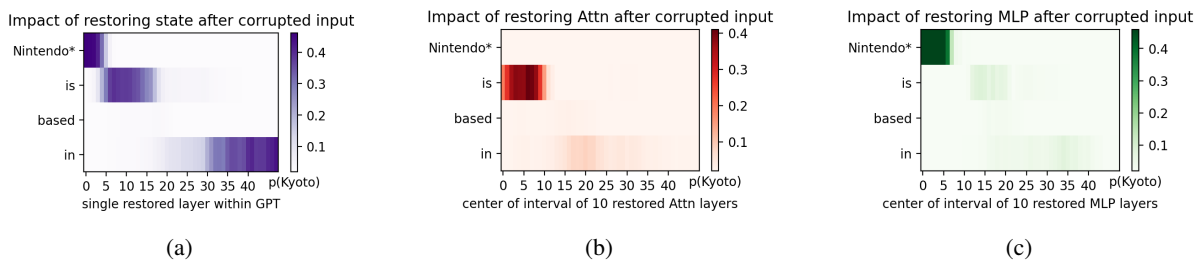 Impact of restoring state after corrupted input
Nintendo*
is
based
in
0 5 10 15 20 25 30 35 40
p(Kyoto)
single restored layer within GPT
0.4
0.3
0.2
0.1
(a)
Impact of restoring Attn after corrupted input
Nintendo*
is
based
in
0 5 10 15 20 25 30 35 40
p(Kyoto)
center of interval of 10 restored Attn layers
0.4
0.3
0.2
0.1
(b)
Impact of restoring MLP after corrupted input
Nintendo*
is
based
in
0 5 10 15 20 25 30 35 40
p(Kyoto)
center of interval of 10 restored MLP layers
0.4
0.3
0.2
0.1
(c)